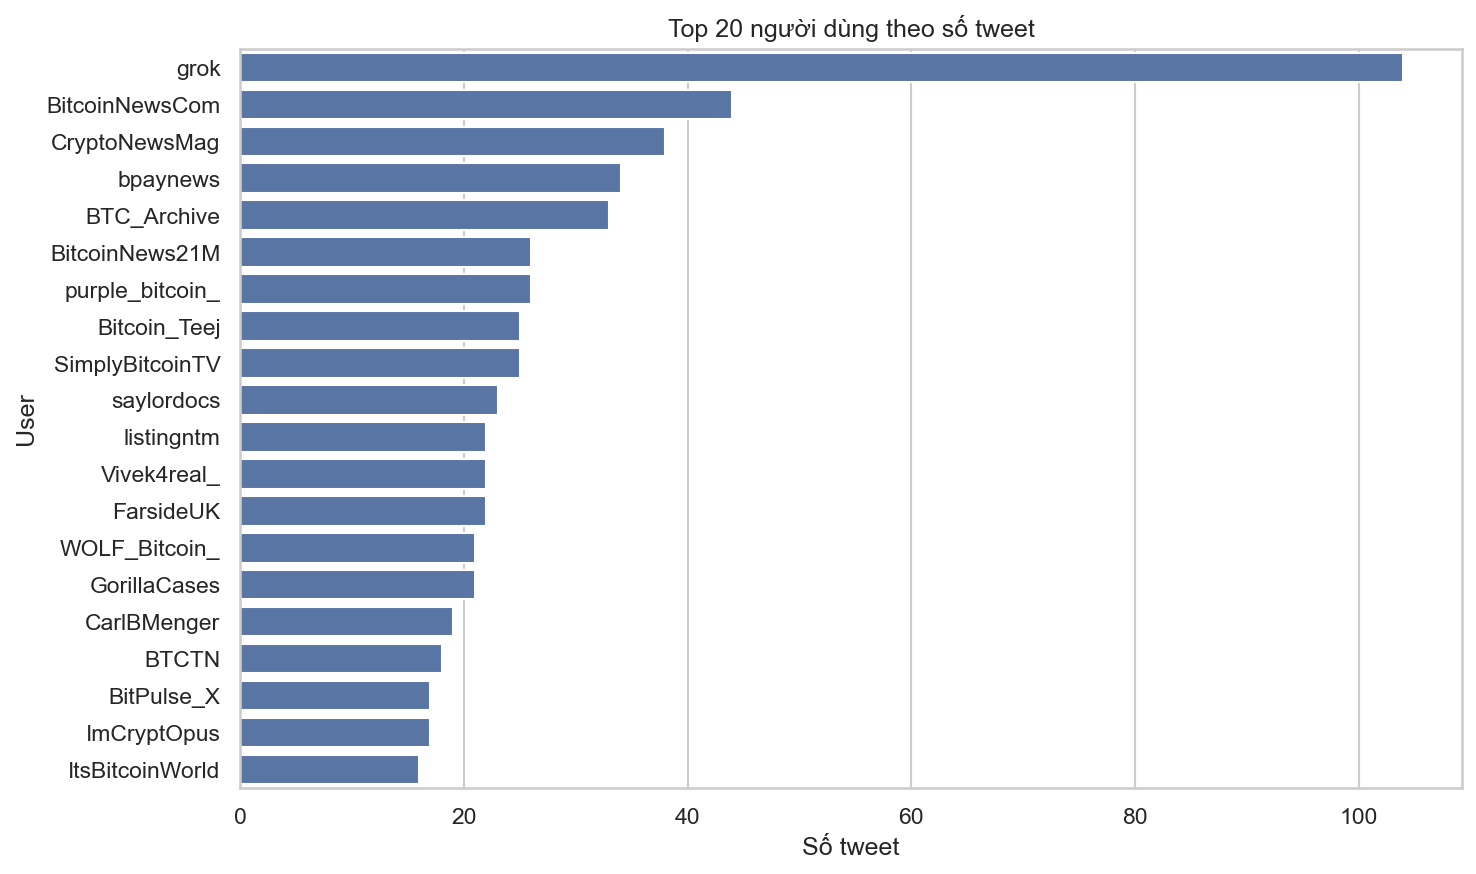 Top 20 người dùng theo số tweet
User
grok
BitcoinNewsCom
CryptoNewsMag
bpaynews
BTC_Archive
BitcoinNews21M
purple_bitcoin_
Bitcoin_Teej
SimplyBitcoinTV
saylordocs
listingntm
Vivek4real_
FarsideUK
WOLF_Bitcoin_
GorillaCases
CarlBMenger
BTCTN
BitPulse_X
ImCryptOpus
ItsBitcoinWorld
0 20 40 60 80 100
Số tweet